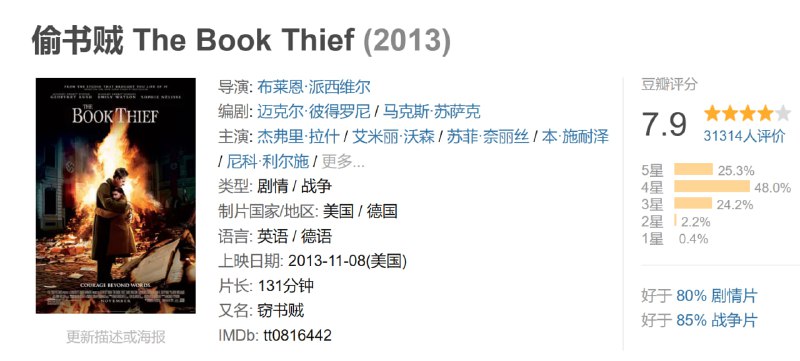 偷书贼 The Book Thief (2013)
FROM THE STUDIO THAT BROUGHT YOU LIFE OF PI
GEOFFREY RUSH EMILY WATSON SOPHIE NÉLISSE
THE
BOOK THIEF
COURAGE BEYOND WORDS.
NOVEMBER
更新描述或海报
导演: 布莱恩·派西维尔
编剧: 迈克尔·彼得罗尼 / 马克斯·苏萨克
主演: 杰弗里·拉什 / 艾米丽·沃森 / 苏菲·奈丽丝 / 本·施耐泽
/ 尼科·利尔施 / 更多...
类型: 剧情 / 战争
制片国家/地区: 美国 / 德国
语言: 英语 / 德语
上映日期: 2013-11-08(美国)
片长: 131分钟
又名: 窃书贼
IMDb: tt0816442
豆瓣评分
7.9
31314人评价
5星 25.3%
4星 48.0%
3星 24.2%
2星 2.2%
1星 0.4%
好于 80% 剧情片
好于 85% 战争片